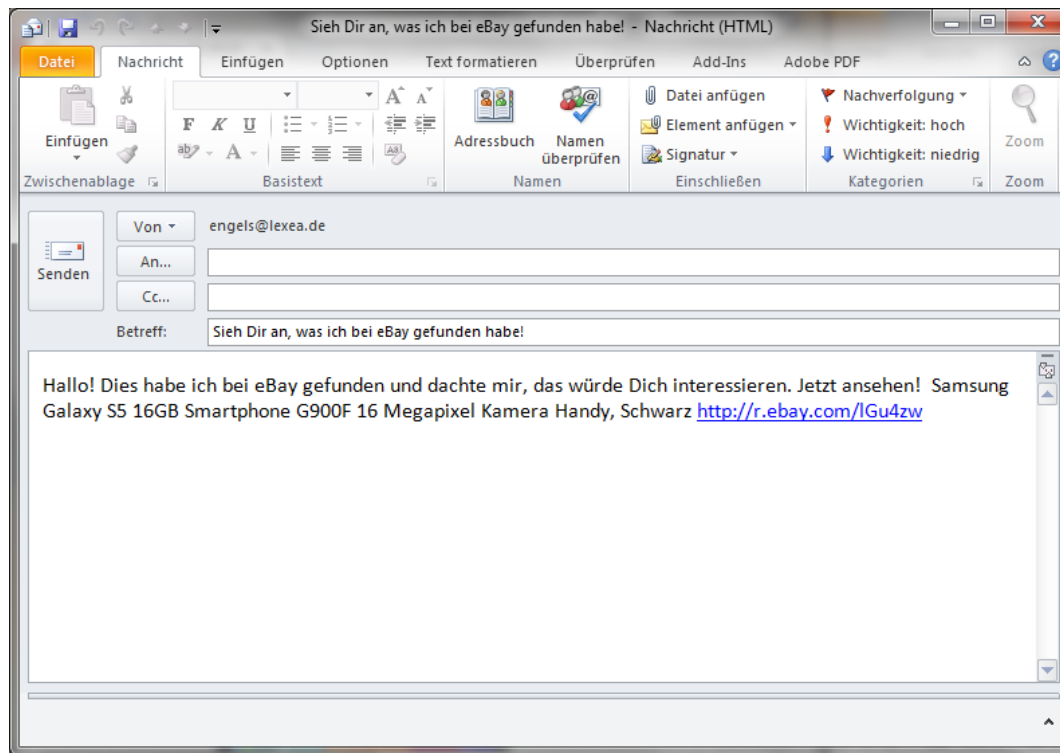 Sieh Dir an, was ich bei eBay gefunden habe! - Nachricht (HTML)
Datei Nachricht Einfügen Optionen Text formatieren Überprüfen Add-Ins Adobe PDF
Einfügen
F K U
A A
ab A Aa
Adressbuch
Namen überprüfen
Datei anfügen
Element anfügen
Signatur
Nachverfolgung
Wichtigkeit: hoch
Wichtigkeit: niedrig
Zoom
Zwischenablage Basistext Namen Einschließen Kategorien Zoom
Senden
Von engels@lexea.de
An...
Cc...
Betreff: Sieh Dir an, was ich bei eBay gefunden habe!
Hallo! Dies habe ich bei eBay gefunden und dachte mir, das würde Dich interessieren. Jetzt ansehen! Samsung
Galaxy S5 16GB Smartphone G900F 16 Megapixel Kamera Handy, Schwarz http://r.ebay.com/lGu4zw